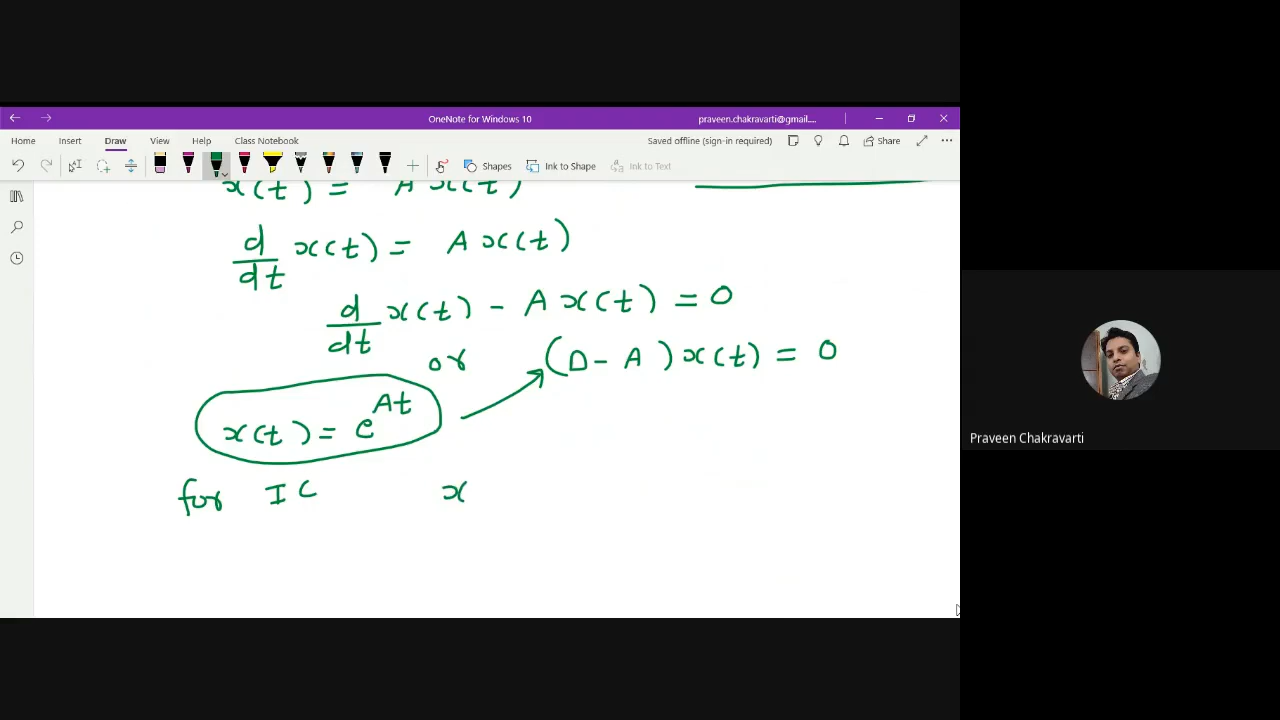 OneNote for Windows 10
praveen.chakravarti@gmail....
Home Insert Draw View Help Class Notebook
Saved offline (sign-in required) Share
Shapes Ink to Shape Ink to Text
x(t) = A x(t)
d/dt x(t) = A x(t)
d/dt x(t) - A x(t) = 0
or (D - A) x(t) = 0
x(t) = e^At
for IC x
Praveen Chakravarti